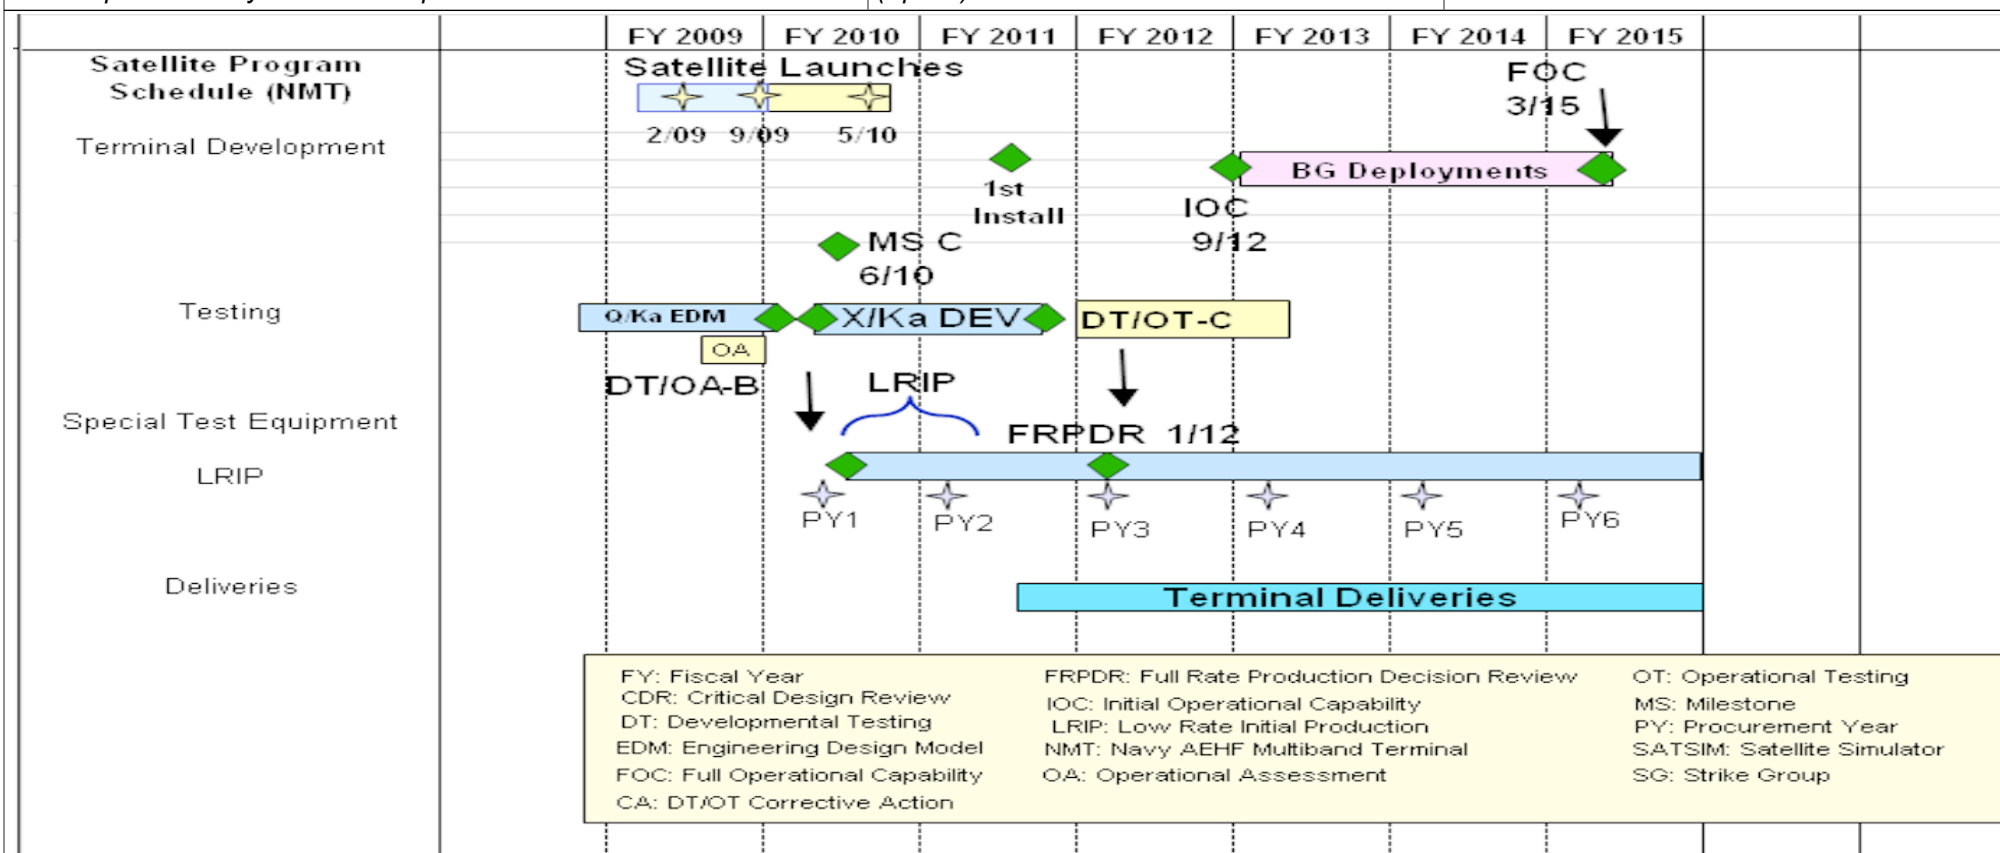 FY 2009 FY 2010 FY 2011 FY 2012 FY 2013 FY 2014 FY 2015
Satellite Program
Schedule (NMT)
Satellite Launches
2/09 9/09 5/10
FOC
3/15
Terminal Development
1st
Install
BG Deployments
IOC
9/12
MS C
6/10
Testing
Q/Ka EDM
X/Ka DEV
DT/OT-C
OA
DT/OA-B
LRIP
Special Test Equipment
FRPDR 1/12
LRIP
PY1 PY2 PY3 PY4 PY5 PY6
Deliveries
Terminal Deliveries
FY: Fiscal Year
CDR: Critical Design Review
DT: Developmental Testing
EDM: Engineering Design Model
FOC: Full Operational Capability
CA: DT/OT Corrective Action
FRPDR: Full Rate Production Decision Review
IOC: Initial Operational Capability
LRIP: Low Rate Initial Production
NMT: Navy AEHF Multiband Terminal
OA: Operational Assessment
OT: Operational Testing
MS: Milestone
PY: Procurement Year
SATSIM: Satellite Simulator
SG: Strike Group